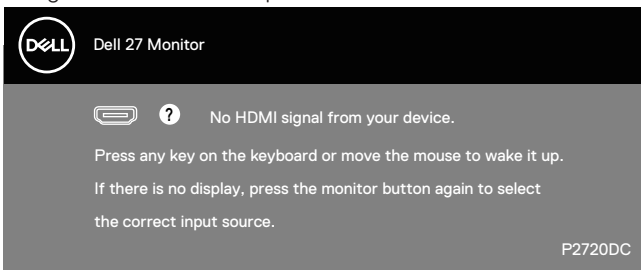 DELL
Dell 27 Monitor
? No HDMI signal from your device.
Press any key on the keyboard or move the mouse to wake it up.
If there is no display, press the monitor button again to select
the correct input source.
P2720DC